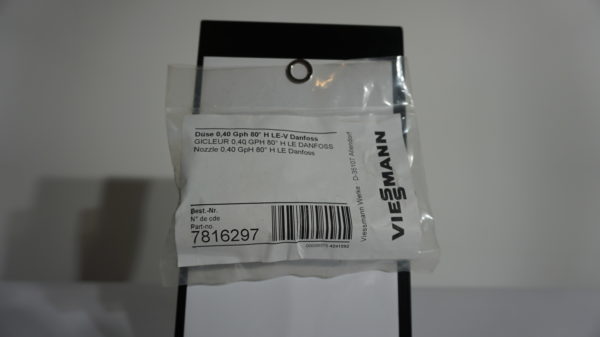 Düse 0,40 Gph 80° H LE-V Danfoss
GICLEUR 0,40 GPH 80° H LE DANFOSS
Nozzle 0,40 GpH 80° H LE Danfoss
Best.-Nr.
N° de cde
Part-no
7816297
Viessmann Werke D-35107 Allendorf
VIESSMANN